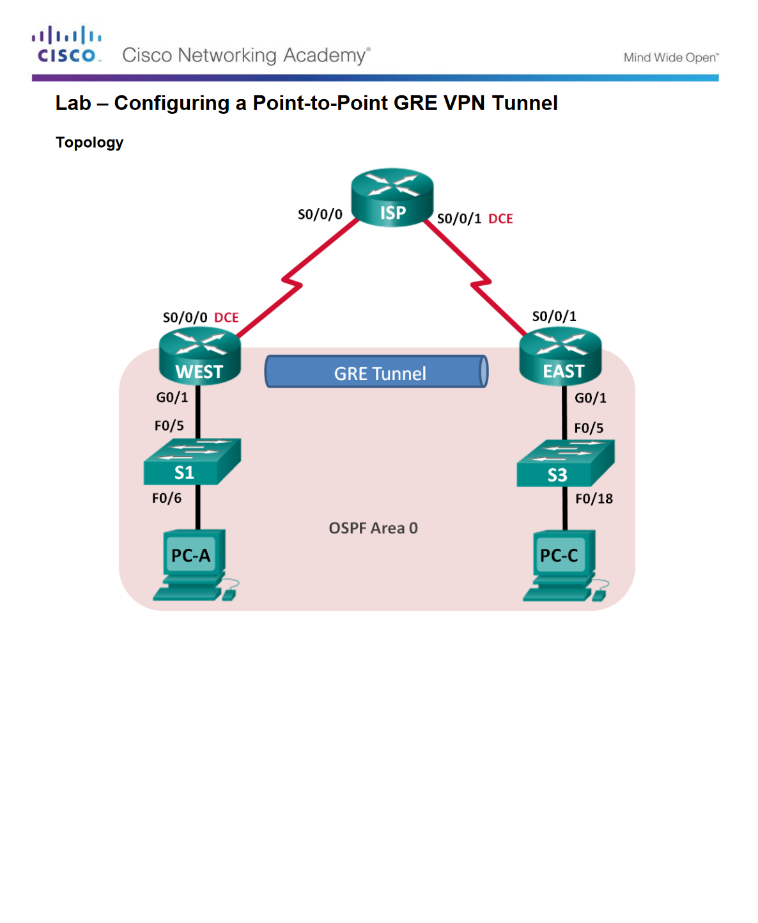 CISCO. Cisco Networking Academy® Mind Wide Open™
Lab – Configuring a Point-to-Point GRE VPN Tunnel
Topology
ISP
S0/0/0
S0/0/1 DCE
S0/0/0 DCE
S0/0/1
WEST
GRE Tunnel
EAST
G0/1
G0/1
F0/5
F0/5
S1
S3
F0/6
F0/18
OSPF Area 0
PC-A
PC-C